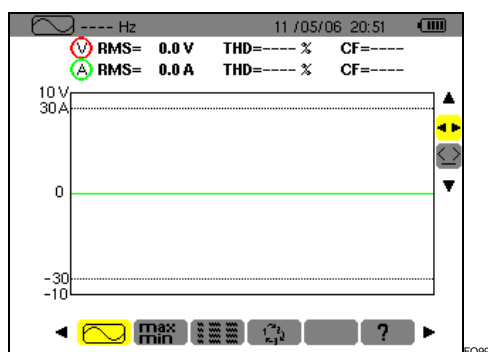 ---- Hz 11/05/06 20:51
V RMS= 0.0 V THD=---- % CF=----
A RMS= 0.0 A THD=---- % CF=----
10 V
30 A
0
-30
-10
max
min
?